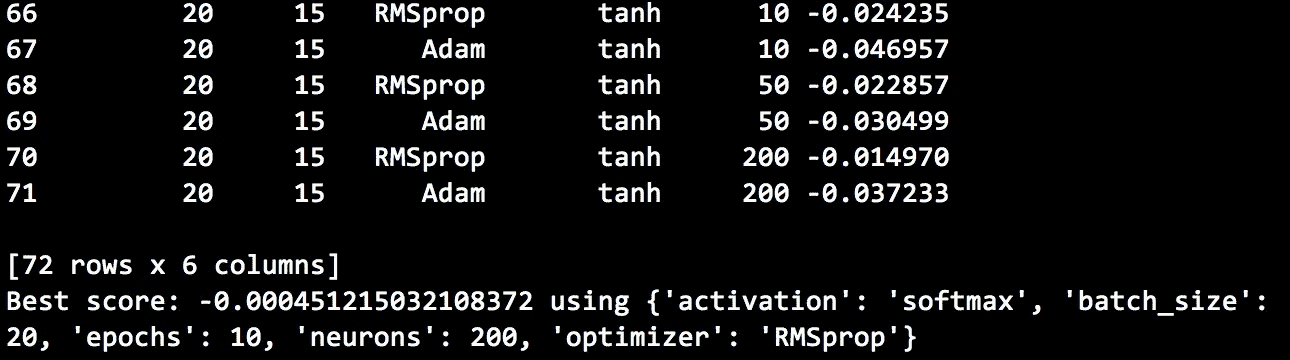 66 20 15 RMSprop tanh 10 -0.024235
67 20 15 Adam tanh 10 -0.046957
68 20 15 RMSprop tanh 50 -0.022857
69 20 15 Adam tanh 50 -0.030499
70 20 15 RMSprop tanh 200 -0.014970
71 20 15 Adam tanh 200 -0.037233
[72 rows x 6 columns]
Best score: -0.000451215032108372 using {'activation': 'softmax', 'batch_size':
20, 'epochs': 10, 'neurons': 200, 'optimizer': 'RMSprop'}